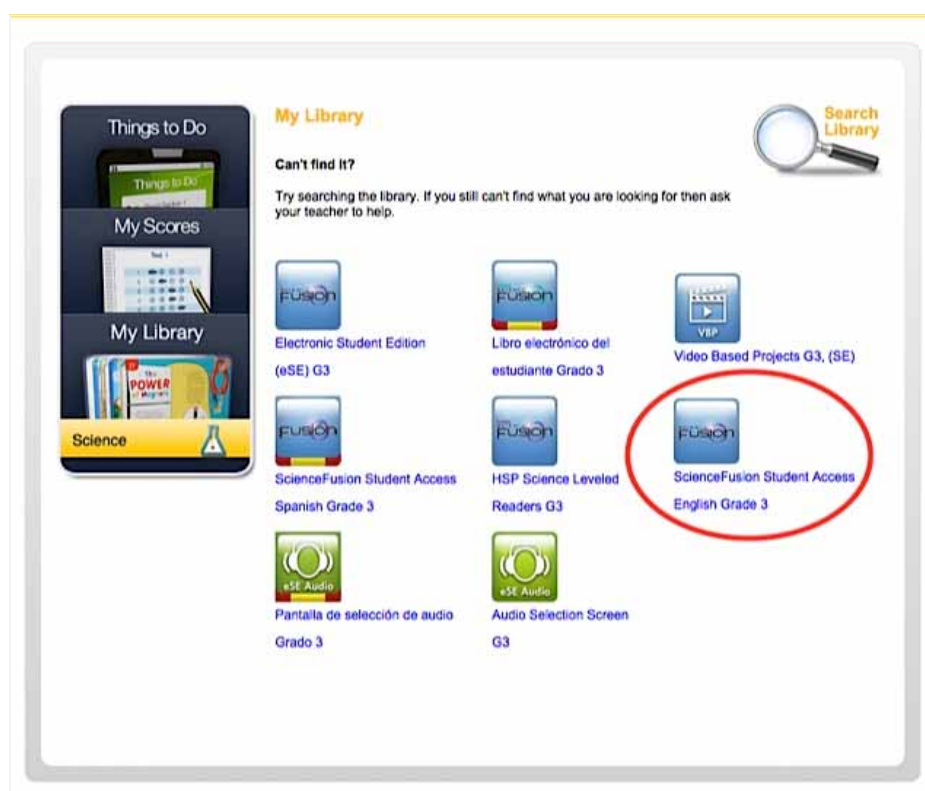 Things to Do
Things to Do
My Scores
Test 1
My Library
The
POWER
of Magnets
Science
My Library
Search
Library
Can't find it?
Try searching the library. If you still can't find what you are looking for then ask
your teacher to help.
FUSION
Electronic Student Edition
(eSE) G3
FUSION
Libro electrónico del
estudiante Grado 3
VBP
Video Based Projects G3, (SE)
FUSION
ScienceFusion Student Access
Spanish Grade 3
FUSION
HSP Science Leveled
Readers G3
FUSION
ScienceFusion Student Access
English Grade 3
eSE Audio
Pantalla de selección de audio
Grado 3
eSE Audio
Audio Selection Screen
G3